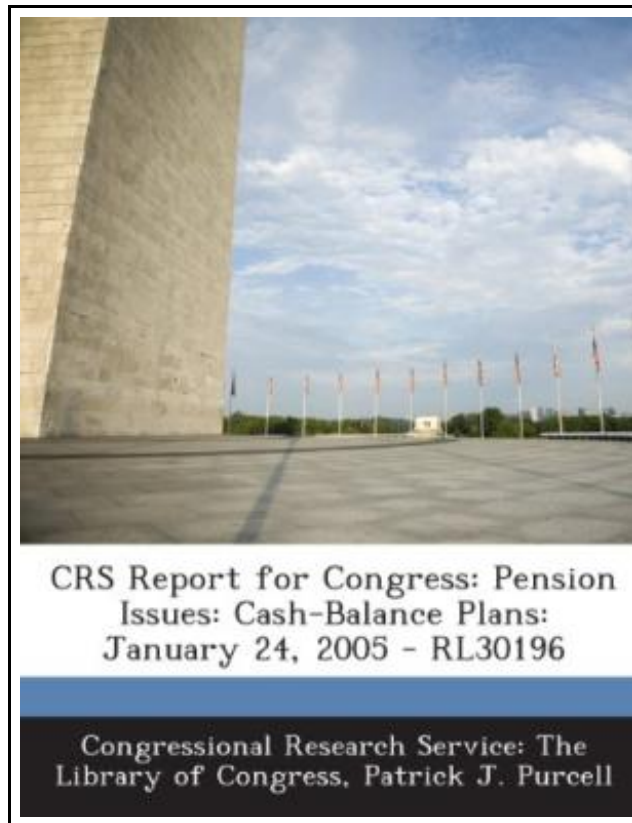 CRS Report for Congress: Pension
Issues: Cash-Balance Plans:
January 24, 2005 - RL30196
Congressional Research Service: The
Library of Congress, Patrick J. Purcell